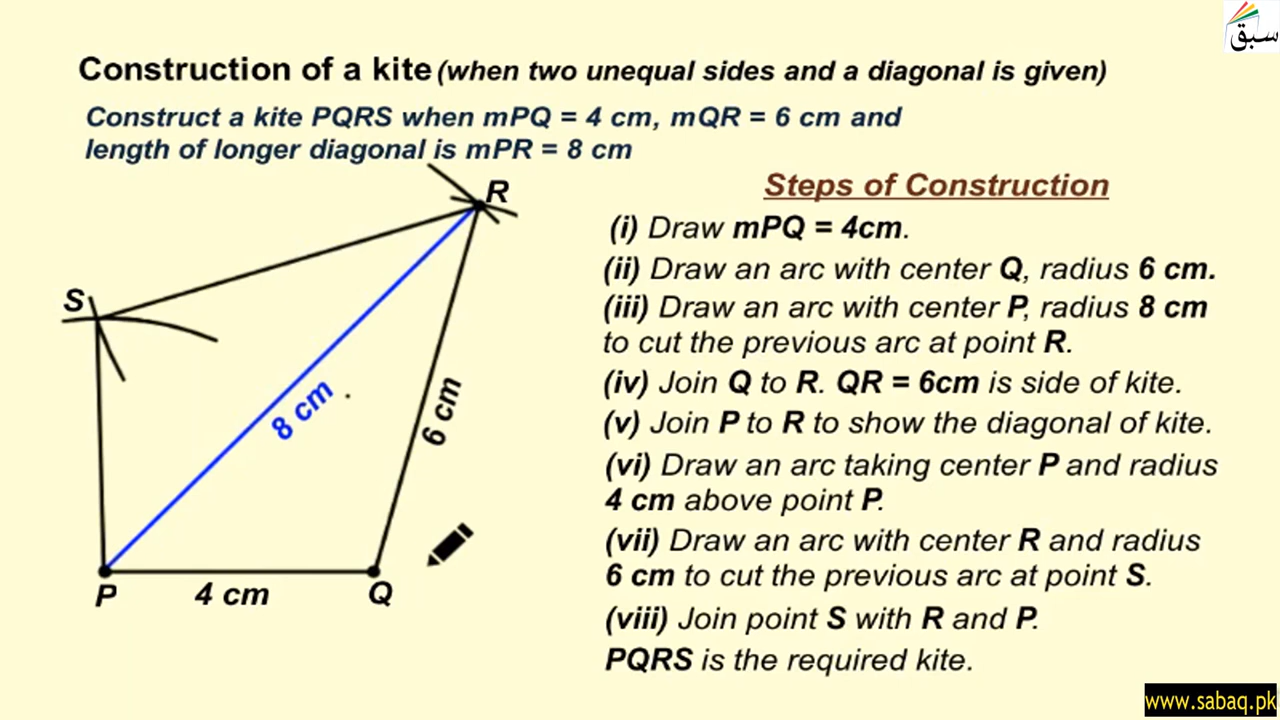 سبق
Construction of a kite (when two unequal sides and a diagonal is given)
Construct a kite PQRS when mPQ = 4 cm, mQR = 6 cm and
length of longer diagonal is mPR = 8 cm
R
S
8 cm
6 cm
P
4 cm
Q
Steps of Construction
(i) Draw mPQ = 4cm.
(ii) Draw an arc with center Q, radius 6 cm.
(iii) Draw an arc with center P, radius 8 cm
to cut the previous arc at point R.
(iv) Join Q to R. QR = 6cm is side of kite.
(v) Join P to R to show the diagonal of kite.
(vi) Draw an arc taking center P and radius
4 cm above point P.
(vii) Draw an arc with center R and radius
6 cm to cut the previous arc at point S.
(viii) Join point S with R and P.
PQRS is the required kite.
www.sabaq.pk